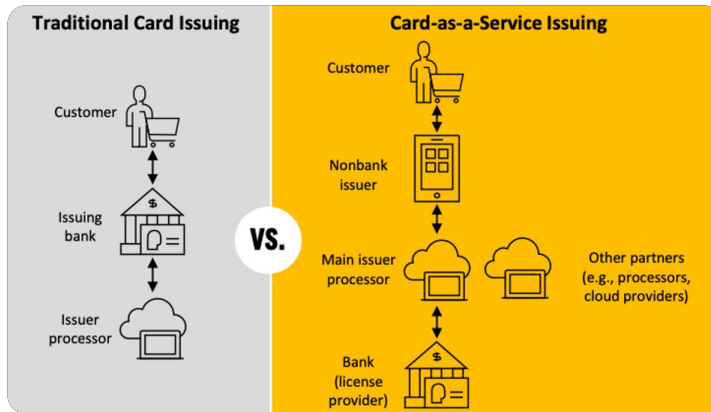 Traditional Card Issuing
Customer
Issuing
bank
Issuer
processor
VS.
Card-as-a-Service Issuing
Customer
Nonbank
issuer
Main issuer
processor
Other partners
(e.g., processors,
cloud providers)
Bank
(license
provider)
$
$